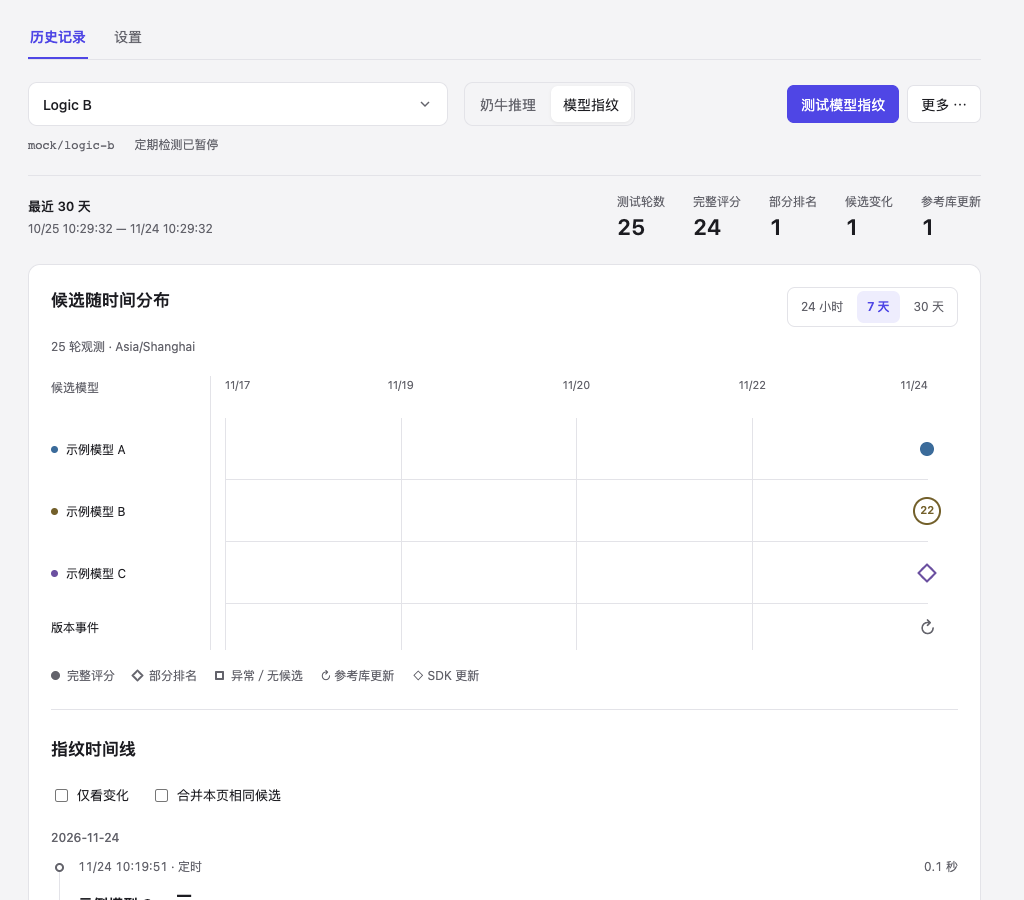 历史记录 设置
Logic B 奶牛推理 模型指纹 测试模型指纹 更多 ···
mock/logic-b 定期检测已暂停
最近 30 天
10/25 10:29:32 — 11/24 10:29:32
测试轮数 完整评分 部分排名 候选变化 参考库更新
25 24 1 1 1
候选随时间分布
24 小时 7 天 30 天
25 轮观测 · Asia/Shanghai
候选模型 11/17 11/19 11/20 11/22 11/24
示例模型 A
示例模型 B 22
示例模型 C
版本事件
完整评分 部分排名 异常 / 无候选 参考库更新 SDK 更新
指纹时间线
仅看变化 合并本页相同候选
2026-11-24
11/24 10:19:51 · 定时 0.1 秒